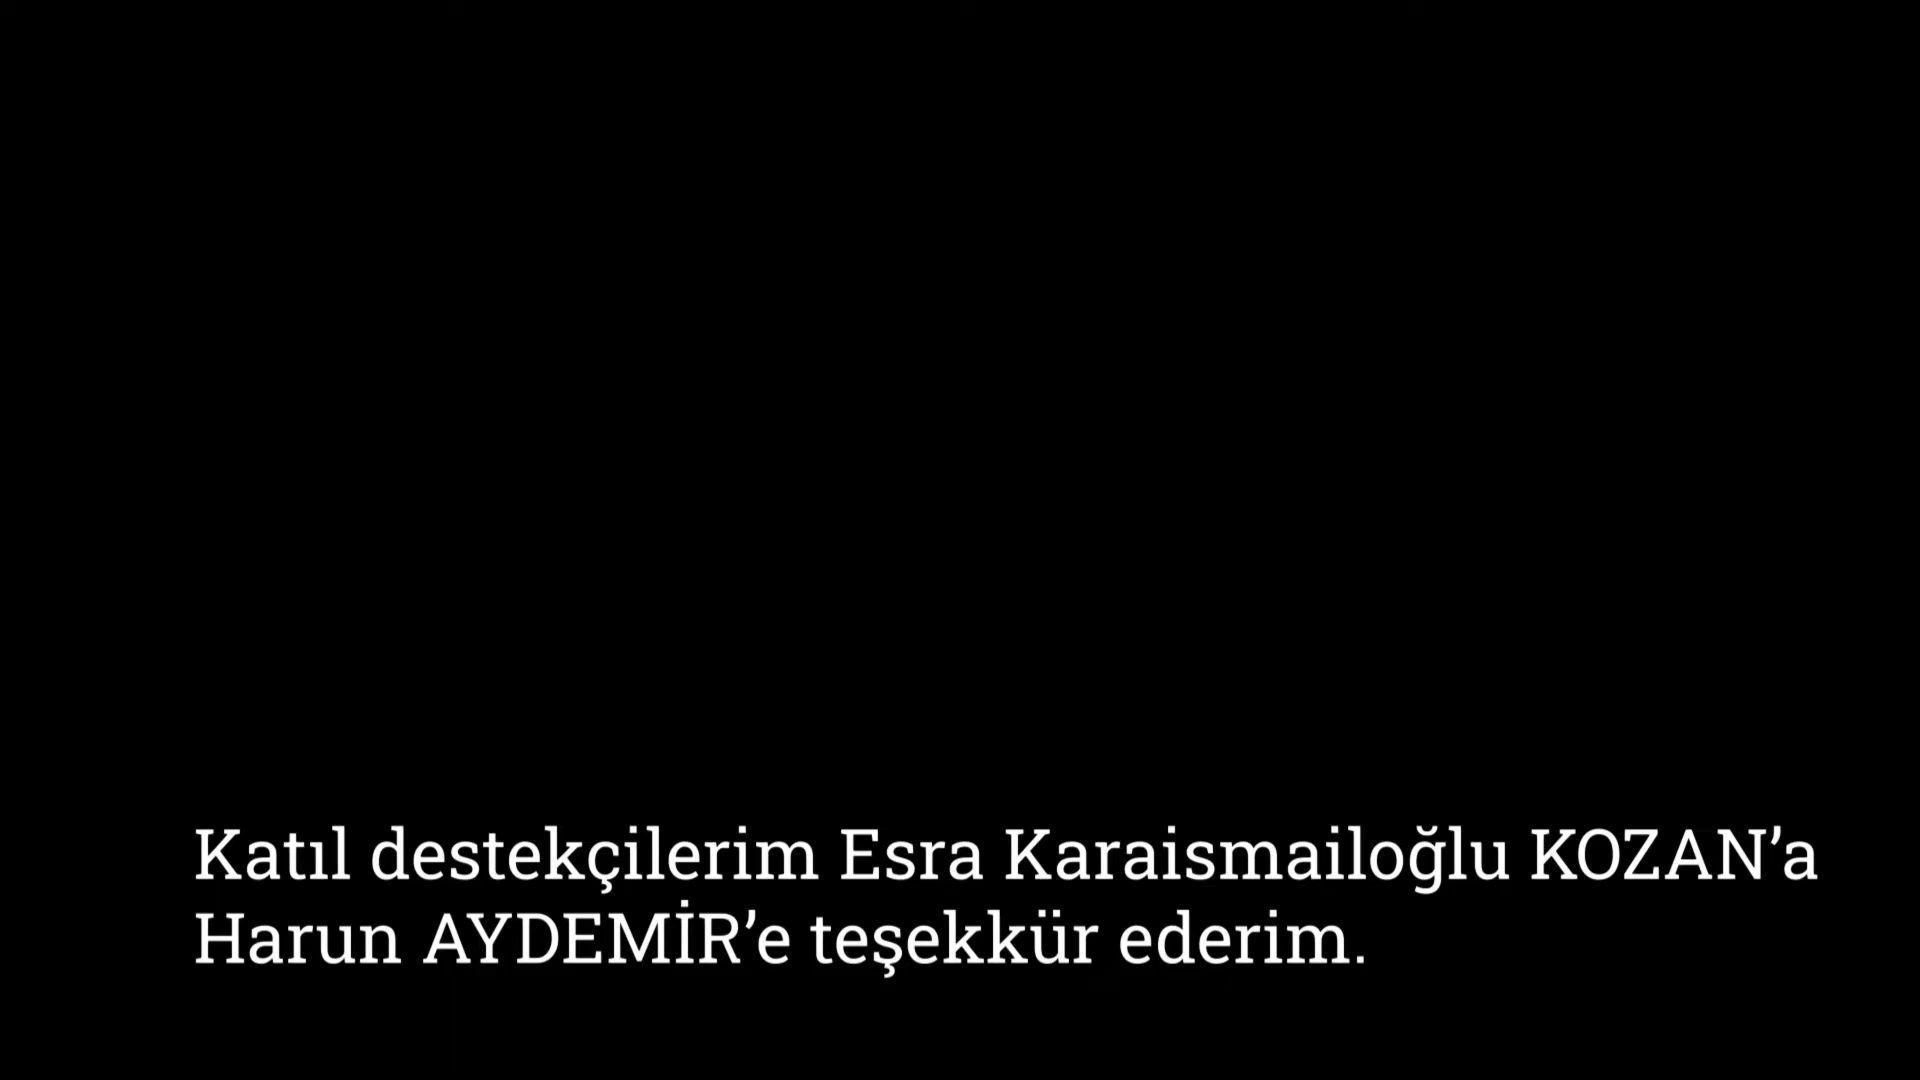 Katıl destekçilerim Esra Karaismailoğlu KOZAN’a
Harun AYDEMİR’e teşekkür ederim.